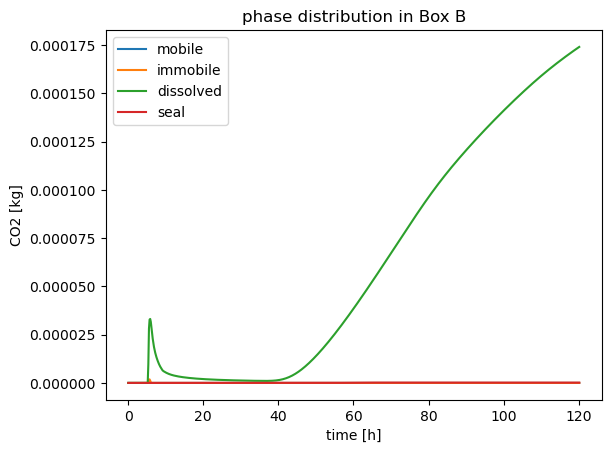 phase distribution in Box B
mobile
immobile
dissolved
seal
CO2 [kg]
0.000175
0.000150
0.000125
0.000100
0.000075
0.000050
0.000025
0.000000
0 20 40 60 80 100 120
time [h]